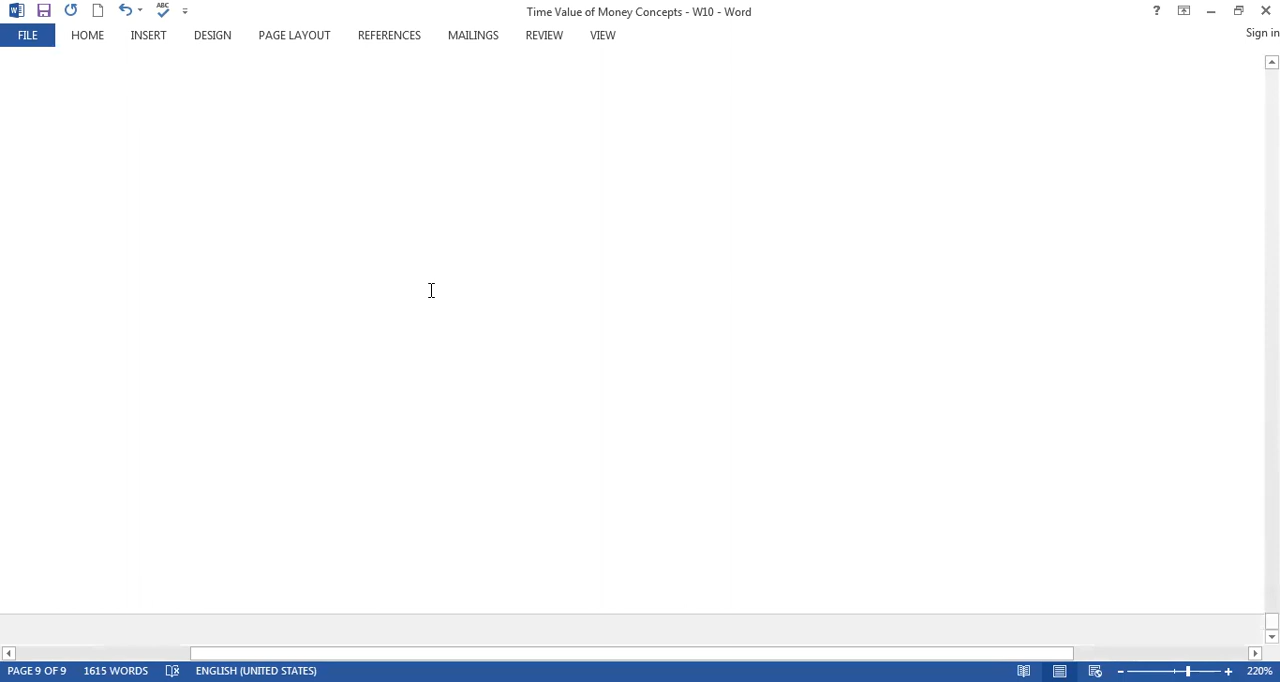 ABC
Time Value of Money Concepts - W10 - Word
?
FILE HOME INSERT DESIGN PAGE LAYOUT REFERENCES MAILINGS REVIEW VIEW
Sign in
PAGE 9 OF 9 1615 WORDS ENGLISH (UNITED STATES) 220%